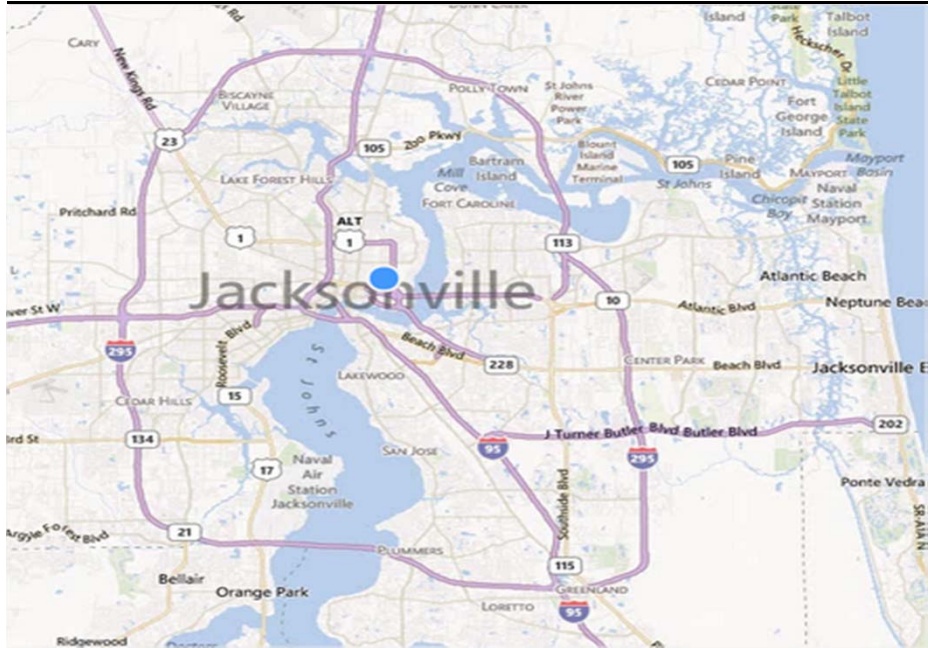 Island
State
Park
Talbot
Island
CARY
New Kings Rd
Heckscher Dr
BISCAYNE
VILLAGE
POLLY TOWN
St Johns
River
Power
Park
CEDAR POINT
Fort
George
Island
Little
Talbot
Island
State
Park
23
105
Zoo Pkwy
Blount
Island
Marine
Terminal
105
Pine
Island
Mayport
Basin
LAKE FOREST HILLS
Mill
Cove
Bartram
Island
St Johns
MAYPORT
Naval
Station
Mayport
FORT CAROLINE
Chicopit
Bay
Pritchard Rd
ALT
1
1
113
Jacksonville
Atlantic Beach
10
Atlantic Blvd
Neptune Beac
ver St W
295
Roosevelt Blvd
Beach Blvd
228
CENTER PARK
Beach Blvd
Jacksonville B
St Johns
LAKEWOOD
CEDAR HILLS
15
134
3rd St
95
J Turner Butler Blvd
Butler Blvd
202
295
SAN JOSE
17
Naval
Air
Station
Jacksonville
Southside Blvd
Ponte Vedra
SR-A1A N
Argyle Forest Blvd
21
PLUMMERS
115
Bellair
Orange Park
GREENLAND
LORETTO
95
Ridgewood